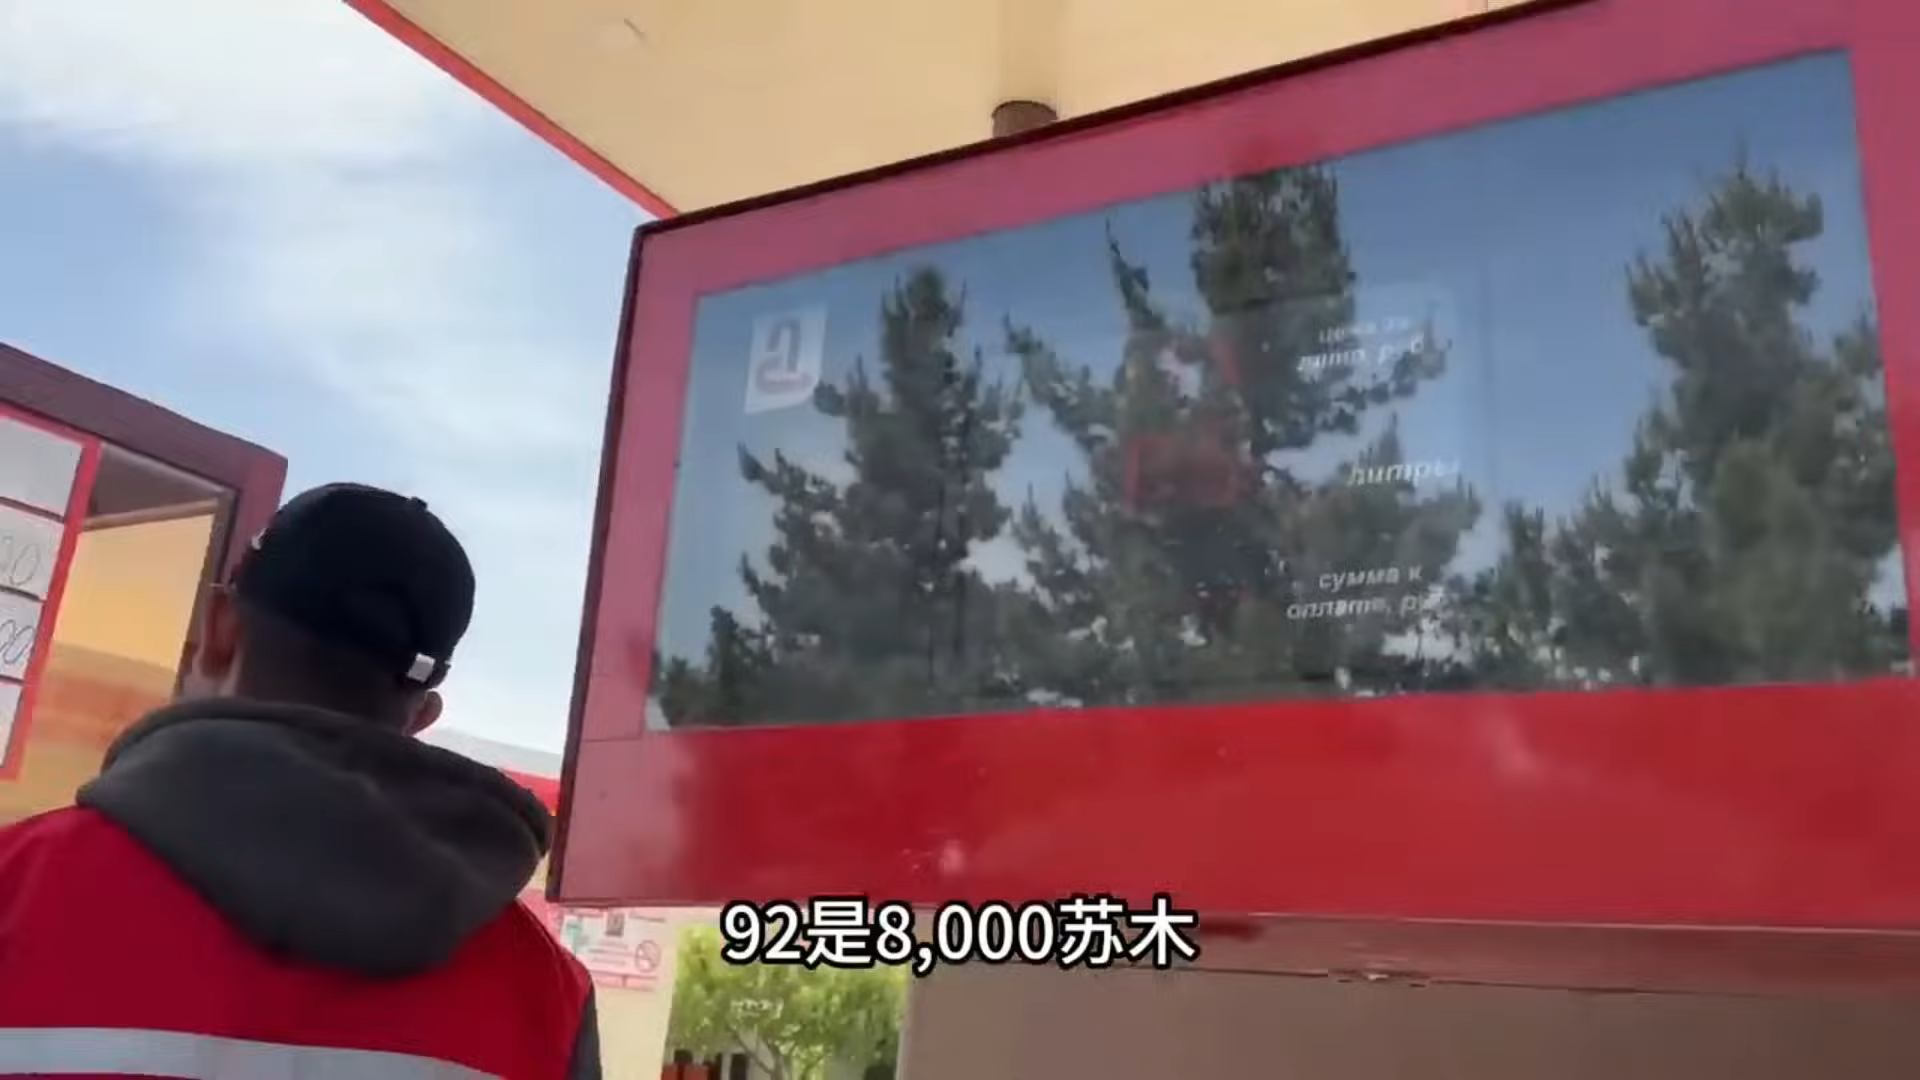 цена за
литр, руб.
литры
сумма к
оплате, руб.
92是8,000苏木